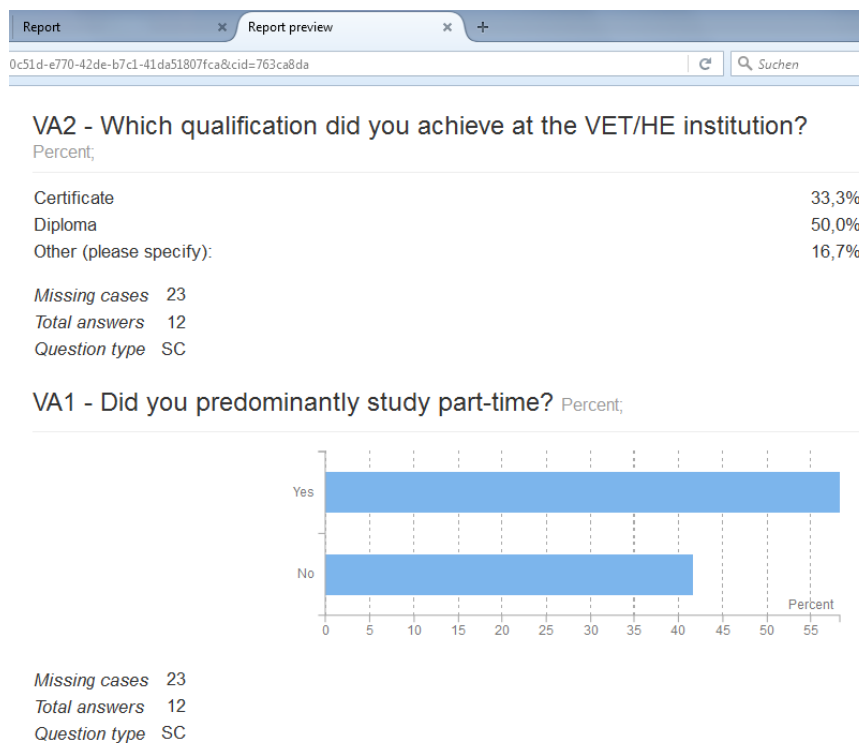 Report
Report preview
0c51d-e770-42de-b7c1-41da51807fca&cid=763ca8da
Suchen
VA2 - Which qualification did you achieve at the VET/HE institution?
Percent;
Certificate 33,3%
Diploma 50,0%
Other (please specify): 16,7%
Missing cases 23
Total answers 12
Question type SC
VA1 - Did you predominantly study part-time? Percent;
Yes
No
Percent
0 5 10 15 20 25 30 35 40 45 50 55
Missing cases 23
Total answers 12
Question type SC